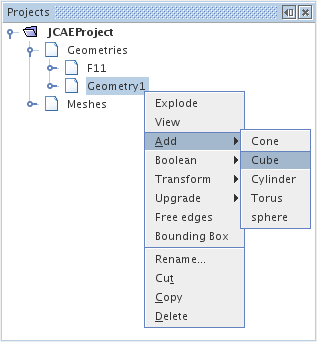 Projects
JCAEProject
Geometries
F11
Geometry1
Meshes
Explode
View
Add
Boolean
Transform
Upgrade
Free edges
Bounding Box
Rename...
Cut
Copy
Delete
Cone
Cube
Cylinder
Torus
sphere